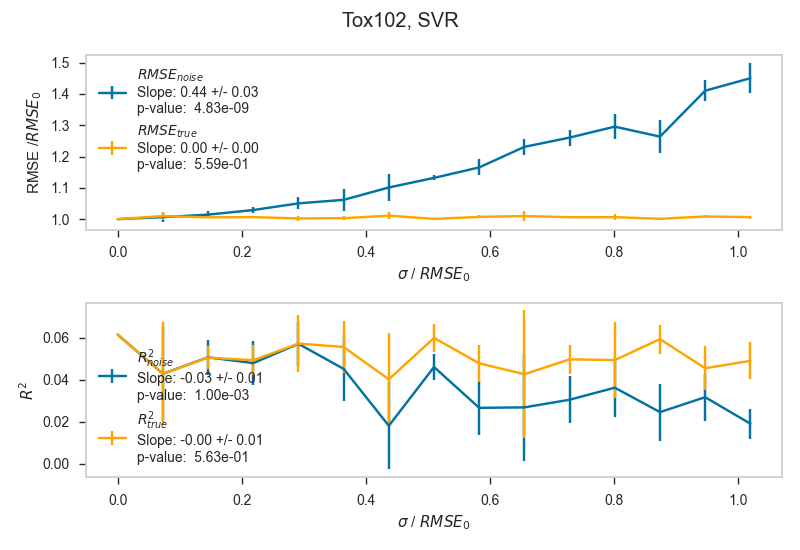 Tox102, SVR
RMSE /RMSE₀
1.5
1.4
1.3
1.2
1.1
1.0
RMSE_noise
Slope: 0.44 +/- 0.03
p-value:  4.83e-09
RMSE_true
Slope: 0.00 +/- 0.00
p-value:  5.59e-01
0.0 0.2 0.4 0.6 0.8 1.0
σ / RMSE₀
R²
0.06
0.04
0.02
0.00
R²_noise
Slope: -0.03 +/- 0.01
p-value:  1.00e-03
R²_true
Slope: -0.00 +/- 0.01
p-value:  5.63e-01
0.0 0.2 0.4 0.6 0.8 1.0
σ / RMSE₀